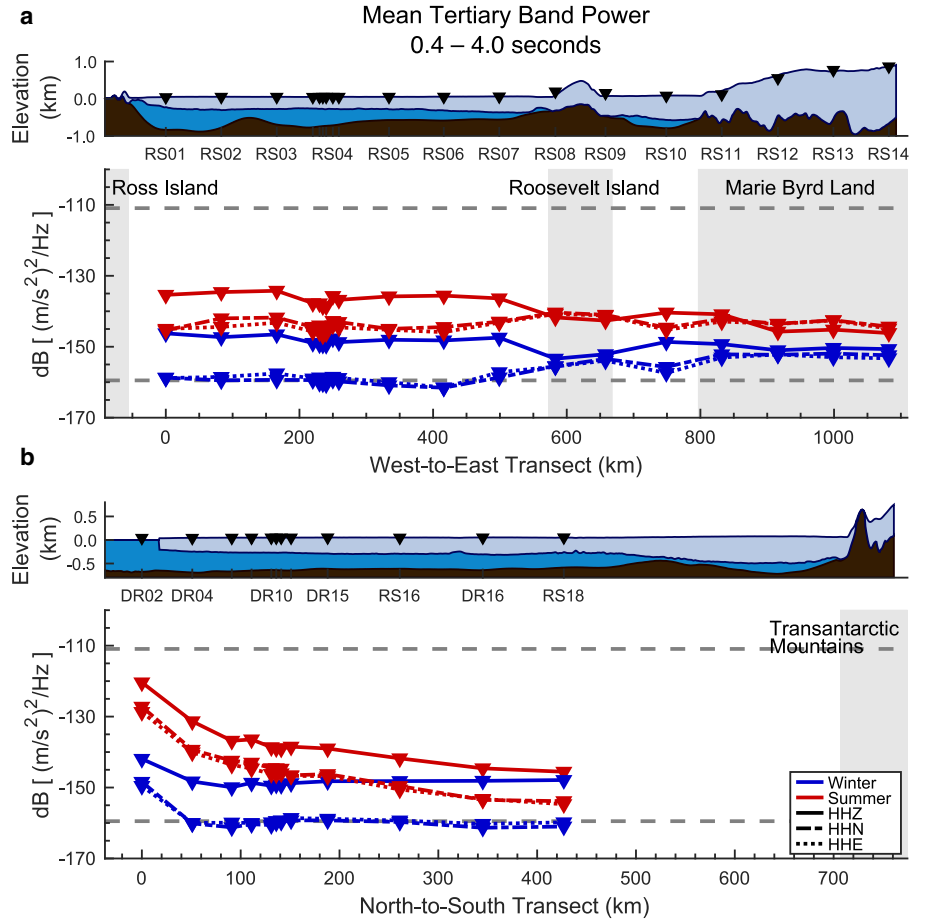 a
Mean Tertiary Band Power
0.4 – 4.0 seconds
Elevation
(km)
1.0
0.0
-1.0
RS01 RS02 RS03 RS04 RS05 RS06 RS07 RS08 RS09 RS10 RS11 RS12 RS13 RS14
Ross Island Roosevelt Island Marie Byrd Land
dB [ (m/s²)²/Hz ]
-110
-130
-150
-170
0 200 400 600 800 1000
West-to-East Transect (km)
b
Elevation
(km)
0.5
0.0
-0.5
DR02 DR04 DR10 DR15 RS16 DR16 RS18
Transantarctic
Mountains
dB [ (m/s²)²/Hz ]
-110
-130
-150
-170
Winter
Summer
HHZ
HHN
HHE
0 100 200 300 400 500 600 700
North-to-South Transect (km)